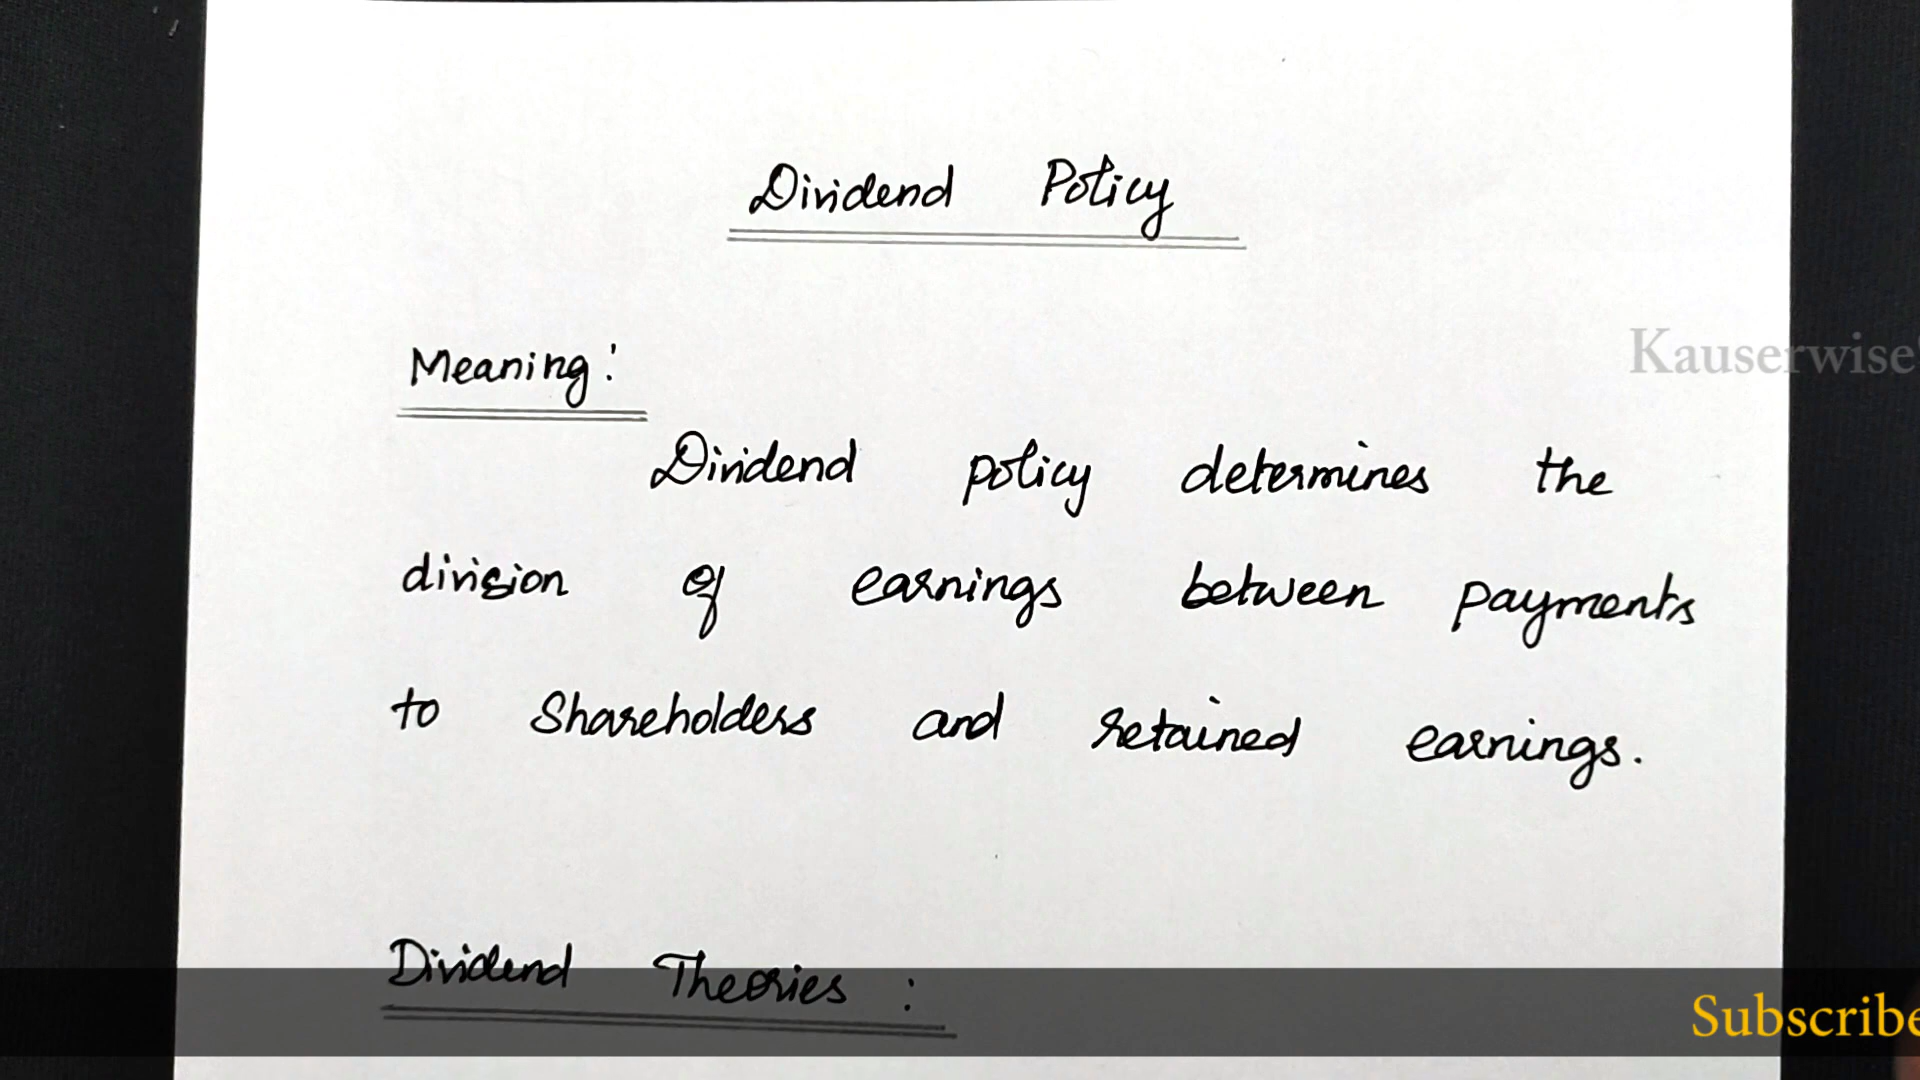 Dividend Policy
Meaning:
Kauserwise
Dividend policy determines the
division of earnings between payments
to Shareholders and retained earnings.
Dividend Theories :
Subscribe